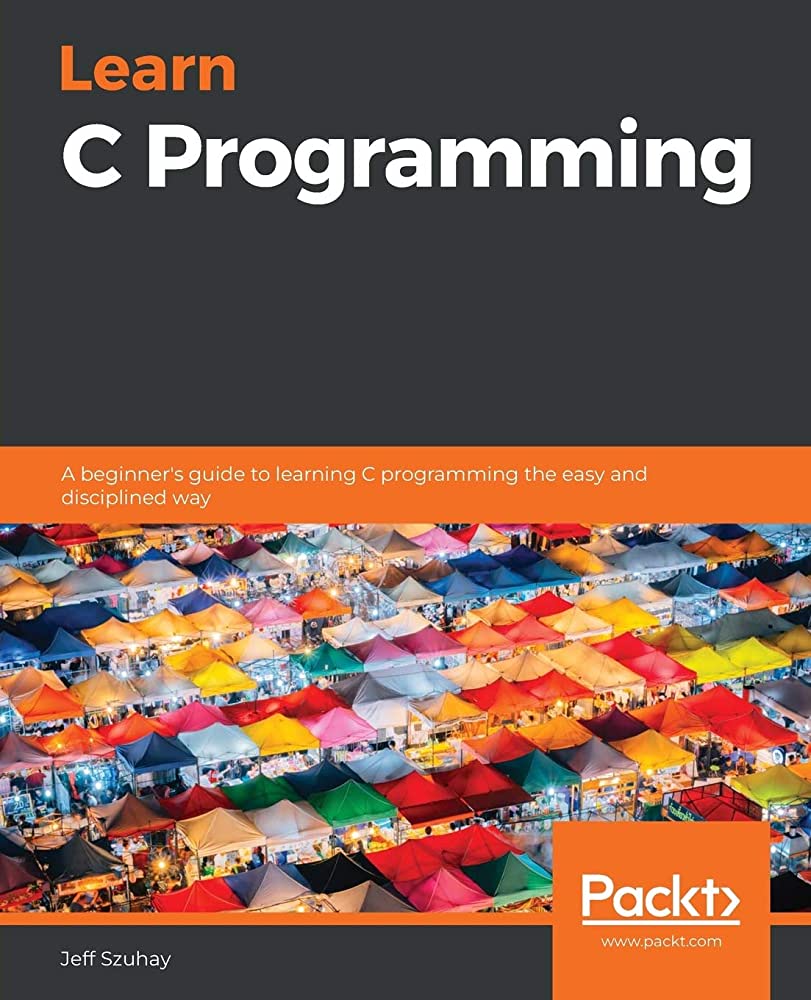 Learn
C Programming
A beginner's guide to learning C programming the easy and
disciplined way
Packt>
www.packt.com
Jeff Szuhay